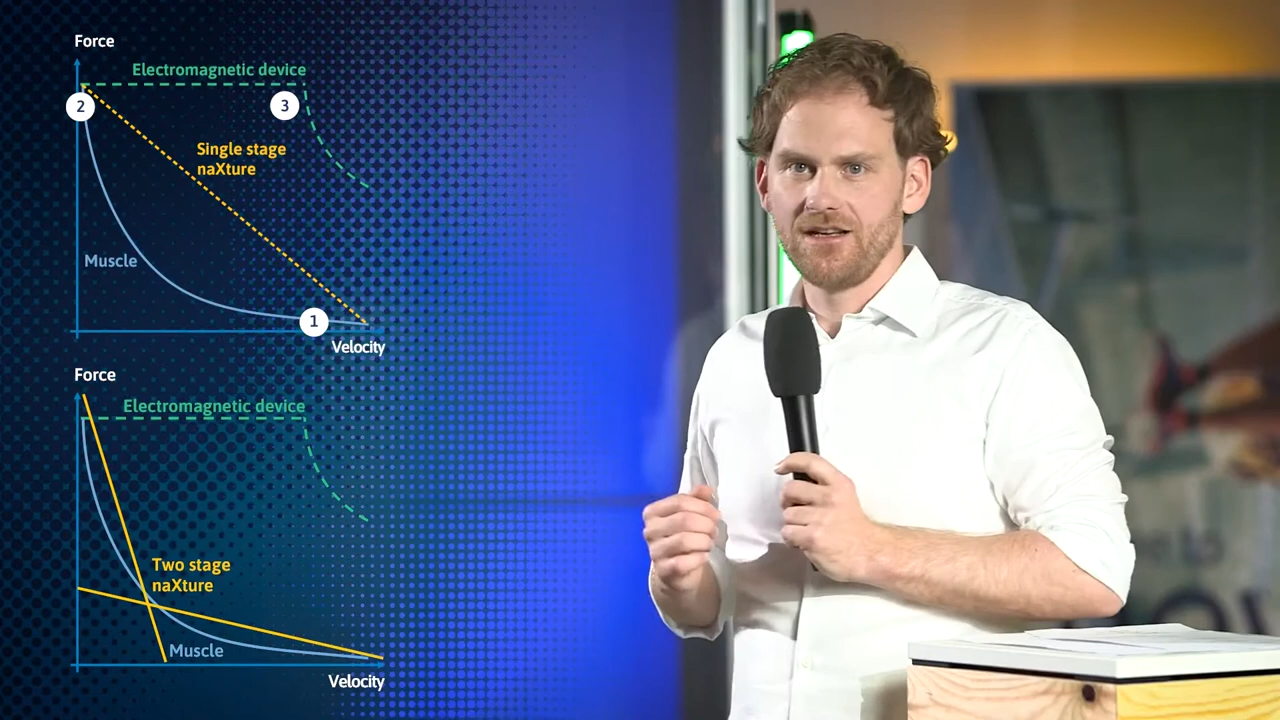 Force
Electromagnetic device
2
3
Single stage
naXture
Muscle
1
Velocity
Force
Electromagnetic device
Two stage
naXture
Muscle
Velocity